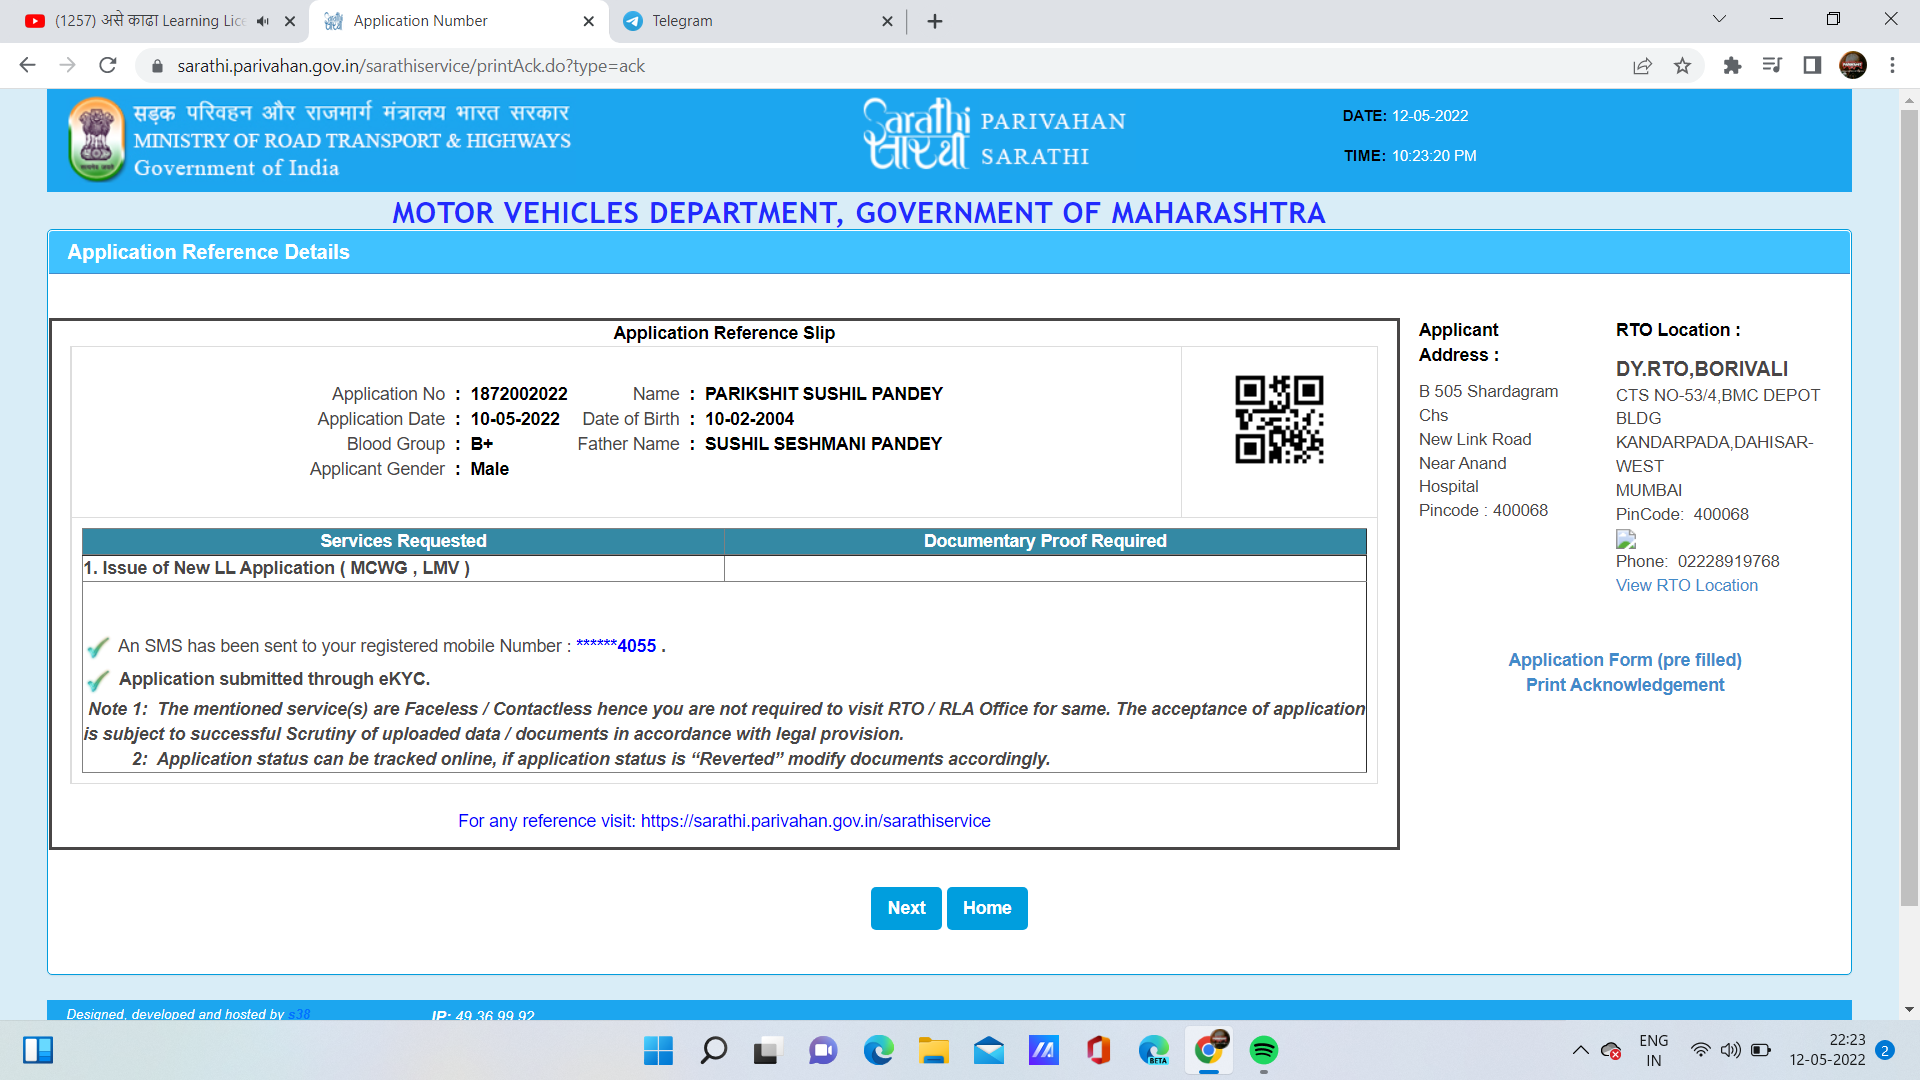 (1257) असे काढा Learning Lice
Application Number
Telegram
sarathi.parivahan.gov.in/sarathiservice/printAck.do?type=ack
सड़क परिवहन और राजमार्ग मंत्रालय भारत सरकार
MINISTRY OF ROAD TRANSPORT & HIGHWAYS
Government of India
Sarathi
सारथी
PARIVAHAN
SARATHI
DATE: 12-05-2022
TIME: 10:23:20 PM
MOTOR VEHICLES DEPARTMENT, GOVERNMENT OF MAHARASHTRA
Application Reference Details
Application Reference Slip
Application No : 1872002022 Name : PARIKSHIT SUSHIL PANDEY
Application Date : 10-05-2022 Date of Birth : 10-02-2004
Blood Group : B+ Father Name : SUSHIL SESHMANI PANDEY
Applicant Gender : Male
Services Requested Documentary Proof Required
1. Issue of New LL Application ( MCWG , LMV )
An SMS has been sent to your registered mobile Number : ******4055 .
Application submitted through eKYC.
Note 1: The mentioned service(s) are Faceless / Contactless hence you are not required to visit RTO / RLA Office for same. The acceptance of application
is subject to successful Scrutiny of uploaded data / documents in accordance with legal provision.
2: Application status can be tracked online, if application status is “Reverted” modify documents accordingly.
For any reference visit: https://sarathi.parivahan.gov.in/sarathiservice
Applicant
Address :
B 505 Shardagram
Chs
New Link Road
Near Anand
Hospital
Pincode : 400068
RTO Location :
DY.RTO,BORIVALI
CTS NO-53/4,BMC DEPOT
BLDG
KANDARPADA,DAHISAR-
WEST
MUMBAI
PinCode: 400068
Phone: 02228919768
View RTO Location
Application Form (pre filled)
Print Acknowledgement
Next Home
Designed, developed and hosted by s38 IP: 49.36.99.92
BETA
ENG
IN
22:23
12-05-2022
2